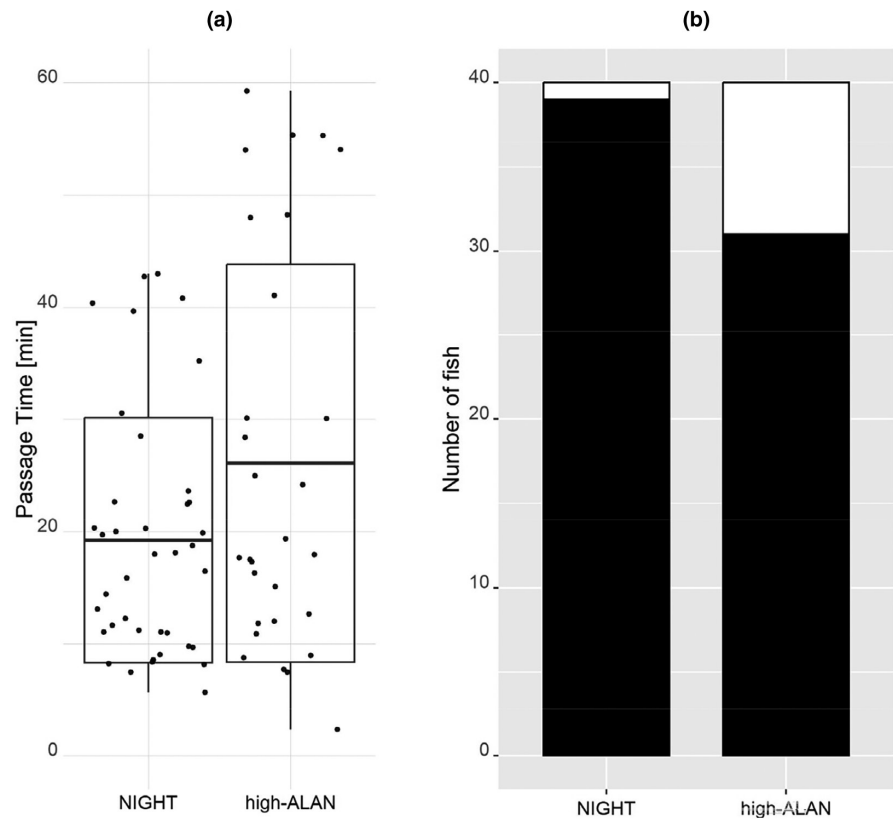 (a)
(b)
60
40
20
0
Passage Time [min]
NIGHT
high-ALAN
40
30
20
10
0
Number of fish
NIGHT
high-ALAN